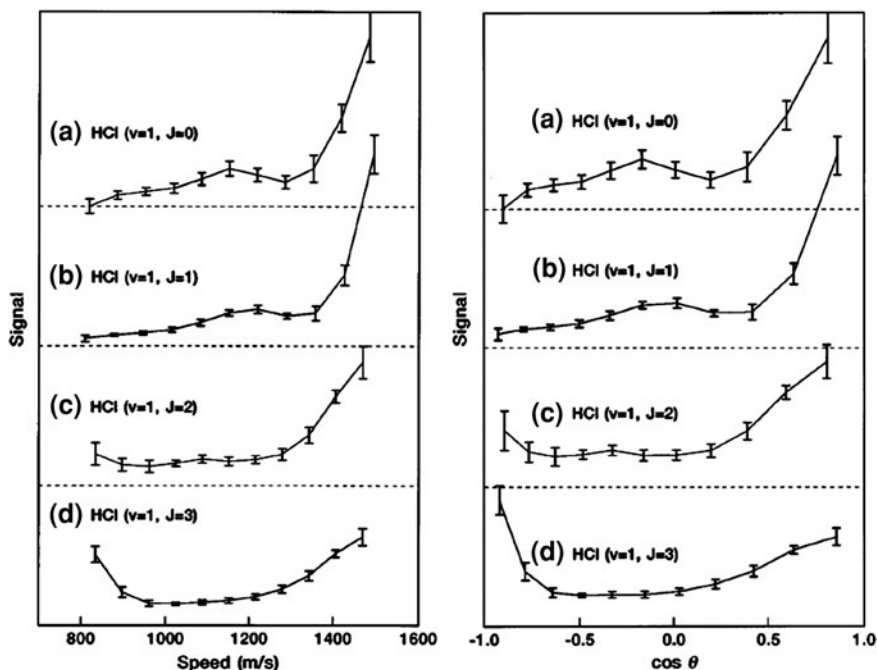 (a) HCl (v=1, J=0)
(b) HCl (v=1, J=1)
(c) HCl (v=1, J=2)
(d) HCl (v=1, J=3)
Signal
800 1000 1200 1400 1600
Speed (m/s)
(a) HCl (v=1, J=0)
(b) HCl (v=1, J=1)
(c) HCl (v=1, J=2)
(d) HCl (v=1, J=3)
Signal
-1.0 -0.5 0.0 0.5 1.0
cos θ